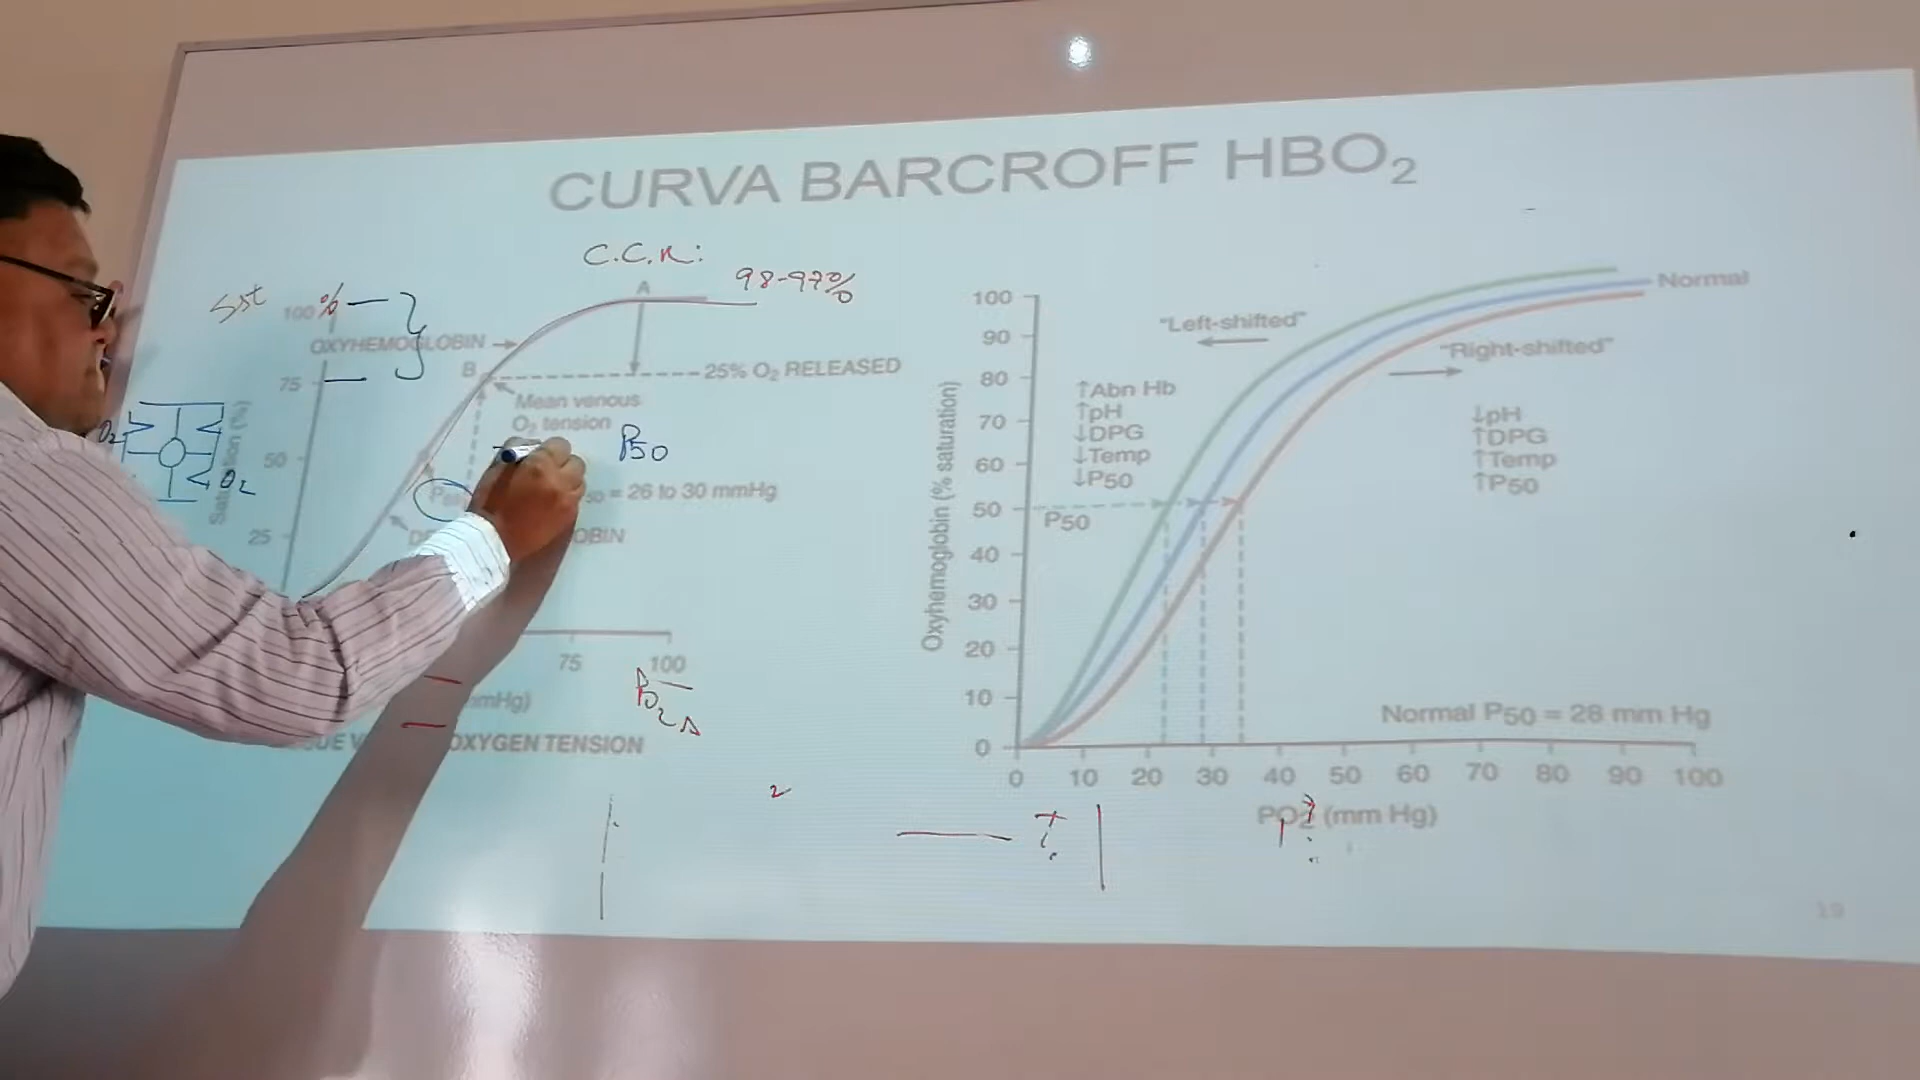 CURVA BARCROFF HBO2
C.C.R:
98-97%
Sat
100 %
A
OXYHEMOGLOBIN
B
75
25% O2 RELEASED
Mean venous
O2 tension
P50
O2
O2
50
50 = 26 to 30 mmHg
25
75
100
PO2 A
OXYGEN TENSION
Oxyhemoglobin (% saturation)
100
90
80
70
60
50
40
30
20
10
0
"Left-shifted"
↑Abn Hb
↑pH
↓DPG
↓Temp
↓P50
P50
Normal
"Right-shifted"
↓pH
↑DPG
↑Temp
↑P50
Normal P50 = 28 mm Hg
0 10 20 30 40 50 60 70 80 90 100
PO2 (mm Hg)
19